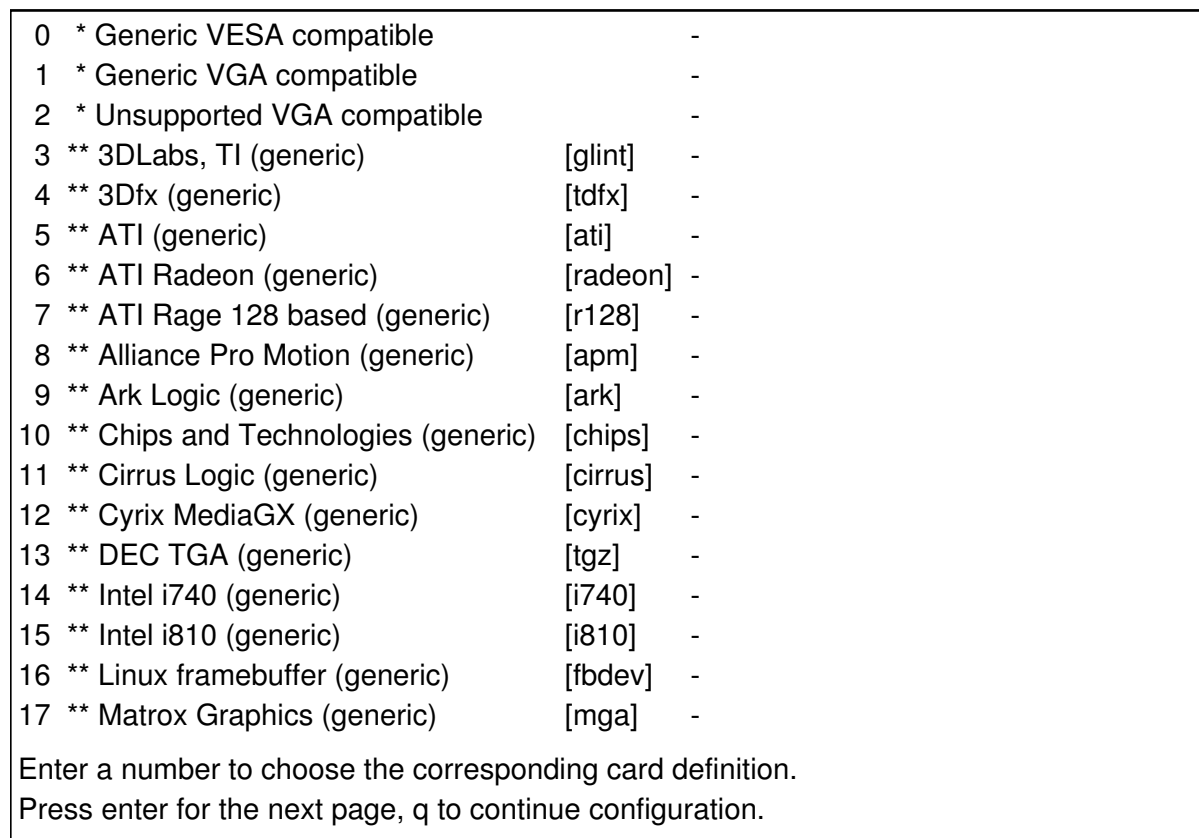 0 * Generic VESA compatible -
1 * Generic VGA compatible -
2 * Unsupported VGA compatible -
3 ** 3DLabs, TI (generic) [glint] -
4 ** 3Dfx (generic) [tdfx] -
5 ** ATI (generic) [ati] -
6 ** ATI Radeon (generic) [radeon] -
7 ** ATI Rage 128 based (generic) [r128] -
8 ** Alliance Pro Motion (generic) [apm] -
9 ** Ark Logic (generic) [ark] -
10 ** Chips and Technologies (generic) [chips] -
11 ** Cirrus Logic (generic) [cirrus] -
12 ** Cyrix MediaGX (generic) [cyrix] -
13 ** DEC TGA (generic) [tgz] -
14 ** Intel i740 (generic) [i740] -
15 ** Intel i810 (generic) [i810] -
16 ** Linux framebuffer (generic) [fbdev] -
17 ** Matrox Graphics (generic) [mga] -
Enter a number to choose the corresponding card definition.
Press enter for the next page, q to continue configuration.